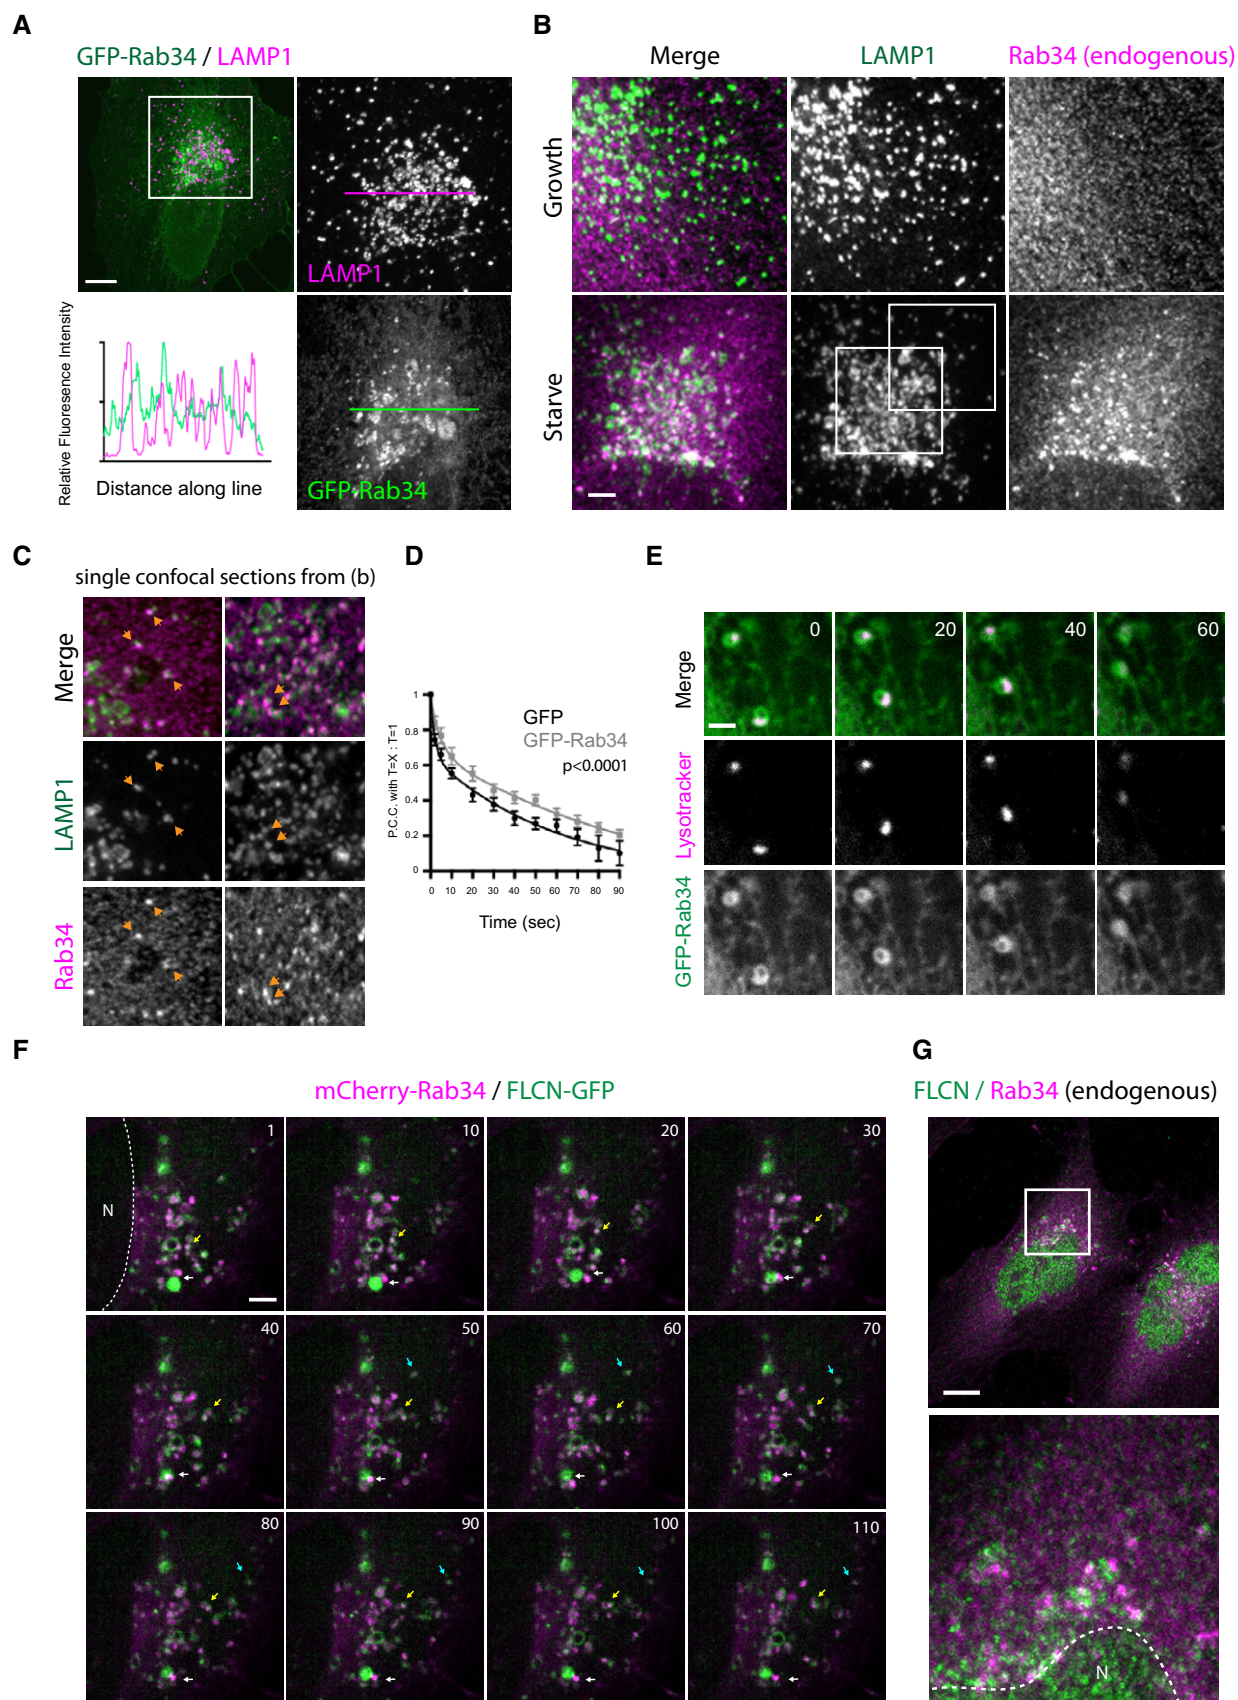 A
GFP-Rab34 / LAMP1
LAMP1
Relative Fluoresence Intensity
Distance along line
GFP-Rab34
B
Merge
LAMP1
Rab34 (endogenous)
Growth
Starve
C
single confocal sections from (b)
Merge
LAMP1
Rab34
D
P.C.C. with T=X : T=1
1
0.8
0.6
0.4
0.2
0
GFP
GFP-Rab34
p<0.0001
0 10 20 30 40 50 60 70 80 90
Time (sec)
E
Merge
0
20
40
60
Lysotracker
GFP-Rab34
F
mCherry-Rab34 / FLCN-GFP
N
1
10
20
30
40
50
60
70
80
90
100
110
G
FLCN / Rab34 (endogenous)
N